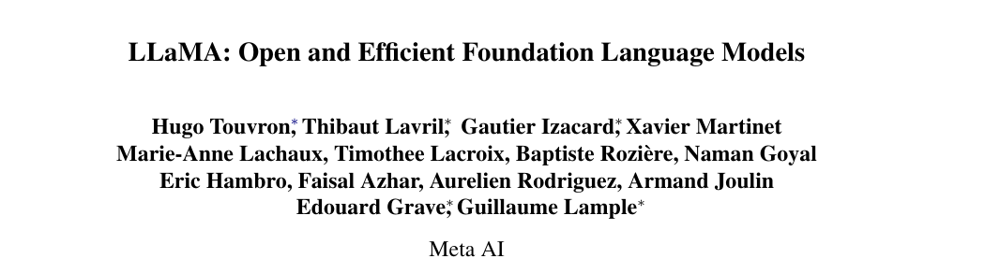 LLaMA: Open and Efficient Foundation Language Models
Hugo Touvron,* Thibaut Lavril,* Gautier Izacard,* Xavier Martinet
Marie-Anne Lachaux, Timothee Lacroix, Baptiste Rozière, Naman Goyal
Eric Hambro, Faisal Azhar, Aurelien Rodriguez, Armand Joulin
Edouard Grave,* Guillaume Lample*
Meta AI